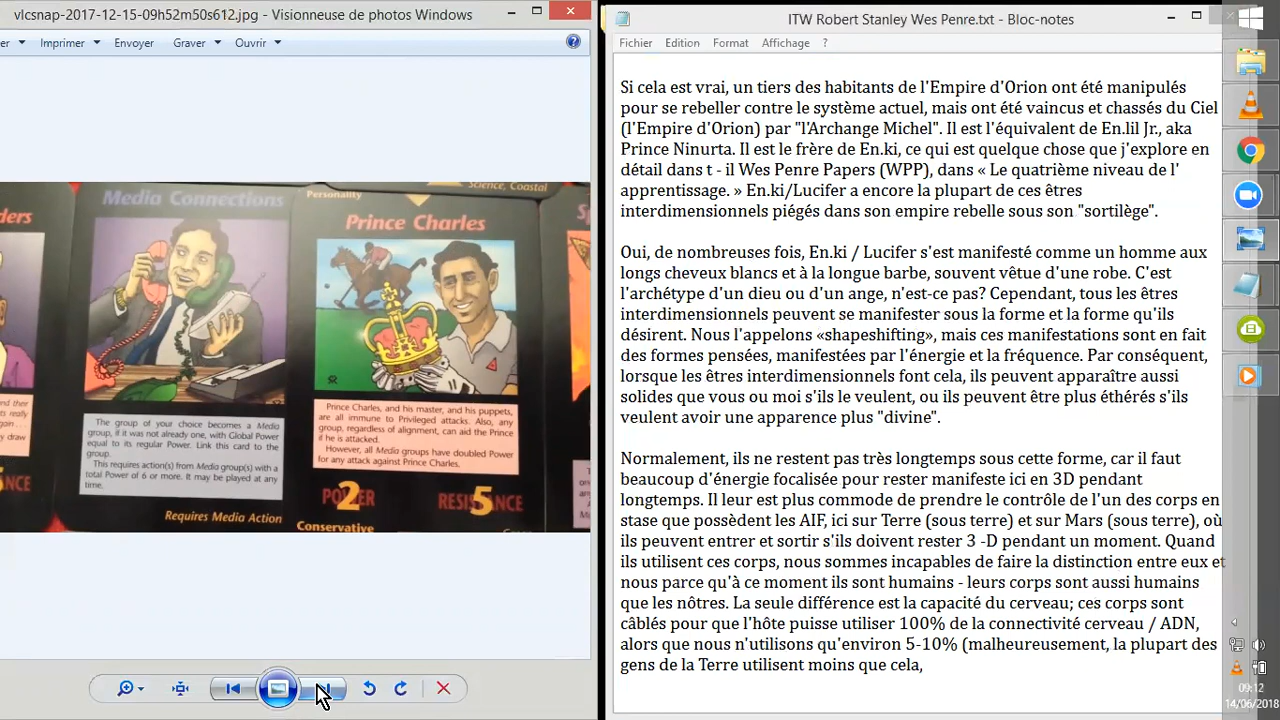 vlcsnap-2017-12-15-09h52m50s612.jpg - Visionneuse de photos Windows
Imprimer Envoyer Graver Ouvrir
Media Connections
The group of your choice becomes a Media
group, if it was not already one, with Global Power
equal to its regular Power. Link this card to the
group.
This requires action(s) from Media group(s) with a
total Power of 6 or more. It may be played at any
time.
Requires Media Action
Science, Coastal
Personality
Prince Charles
Prince Charles, and his master, and his puppets,
are all immune to Privileged attacks. Also, any
group, regardless of alignment, can aid the Prince
if he is attacked.
However, all Media groups have doubled Power
for any attack against Prince Charles.
2
POWER
5
RESISTANCE
Conservative
ITW Robert Stanley Wes Penre.txt - Bloc-notes
Fichier Edition Format Affichage ?
Si cela est vrai, un tiers des habitants de l'Empire d'Orion ont été manipulés
pour se rebeller contre le système actuel, mais ont été vaincus et chassés du Ciel
(l'Empire d'Orion) par "l'Archange Michel". Il est l'équivalent de En.lil Jr., aka
Prince Ninurta. Il est le frère de En.ki, ce qui est quelque chose que j'explore en
détail dans t - il Wes Penre Papers (WPP), dans « Le quatrième niveau de l'
apprentissage. » En.ki/Lucifer a encore la plupart de ces êtres
interdimensionnels piégés dans son empire rebelle sous son "sortilège".
Oui, de nombreuses fois, En.ki / Lucifer s'est manifesté comme un homme aux
longs cheveux blancs et à la longue barbe, souvent vêtue d'une robe. C'est
l'archétype d'un dieu ou d'un ange, n'est-ce pas? Cependant, tous les êtres
interdimensionnels peuvent se manifester sous la forme et la forme qu'ils
désirent. Nous l'appelons «shapeshifting», mais ces manifestations sont en fait
des formes pensées, manifestées par l'énergie et la fréquence. Par conséquent,
lorsque les êtres interdimensionnels font cela, ils peuvent apparaître aussi
solides que vous ou moi s'ils le veulent, ou ils peuvent être plus éthérés s'ils
veulent avoir une apparence plus "divine".
Normalement, ils ne restent pas très longtemps sous cette forme, car il faut
beaucoup d'énergie focalisée pour rester manifeste ici en 3D pendant
longtemps. Il leur est plus commode de prendre le contrôle de l'un des corps en
stase que possèdent les AIF, ici sur Terre (sous terre) et sur Mars (sous terre), où
ils peuvent entrer et sortir s'ils doivent rester 3 -D pendant un moment. Quand
ils utilisent ces corps, nous sommes incapables de faire la distinction entre eux et
nous parce qu'à ce moment ils sont humains - leurs corps sont aussi humains
que les nôtres. La seule différence est la capacité du cerveau; ces corps sont
câblés pour que l'hôte puisse utiliser 100% de la connectivité cerveau / ADN,
alors que nous n'utilisons qu'environ 5-10% (malheureusement, la plupart des
gens de la Terre utilisent moins que cela,
09:12
14/06/2018